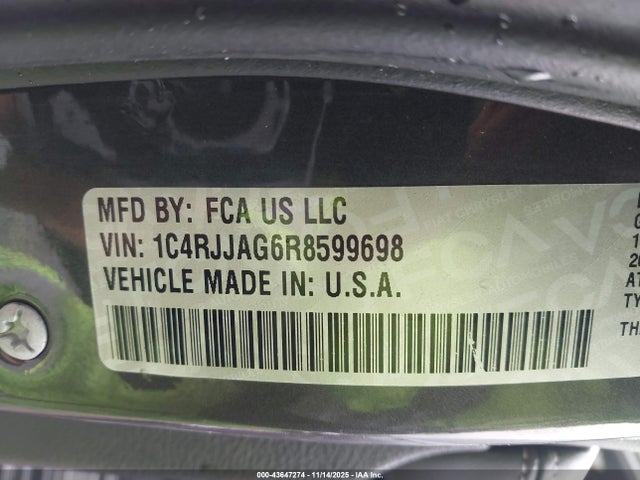 MFD BY: FCA US LLC
VIN: 1C4RJJAG6R8599698
VEHICLE MADE IN: U.S.A.
000-43647274 - 11/14/2025 - IAA Inc.